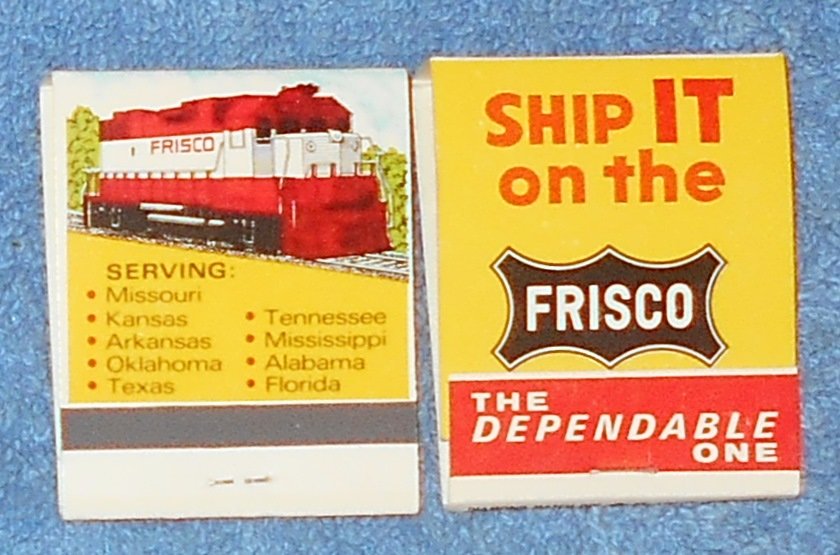 FRISCO
SERVING:
• Missouri
• Kansas
• Arkansas
• Oklahoma
• Texas
• Tennessee
• Mississippi
• Alabama
• Florida
SHIP IT
on the
FRISCO
THE
DEPENDABLE
ONE